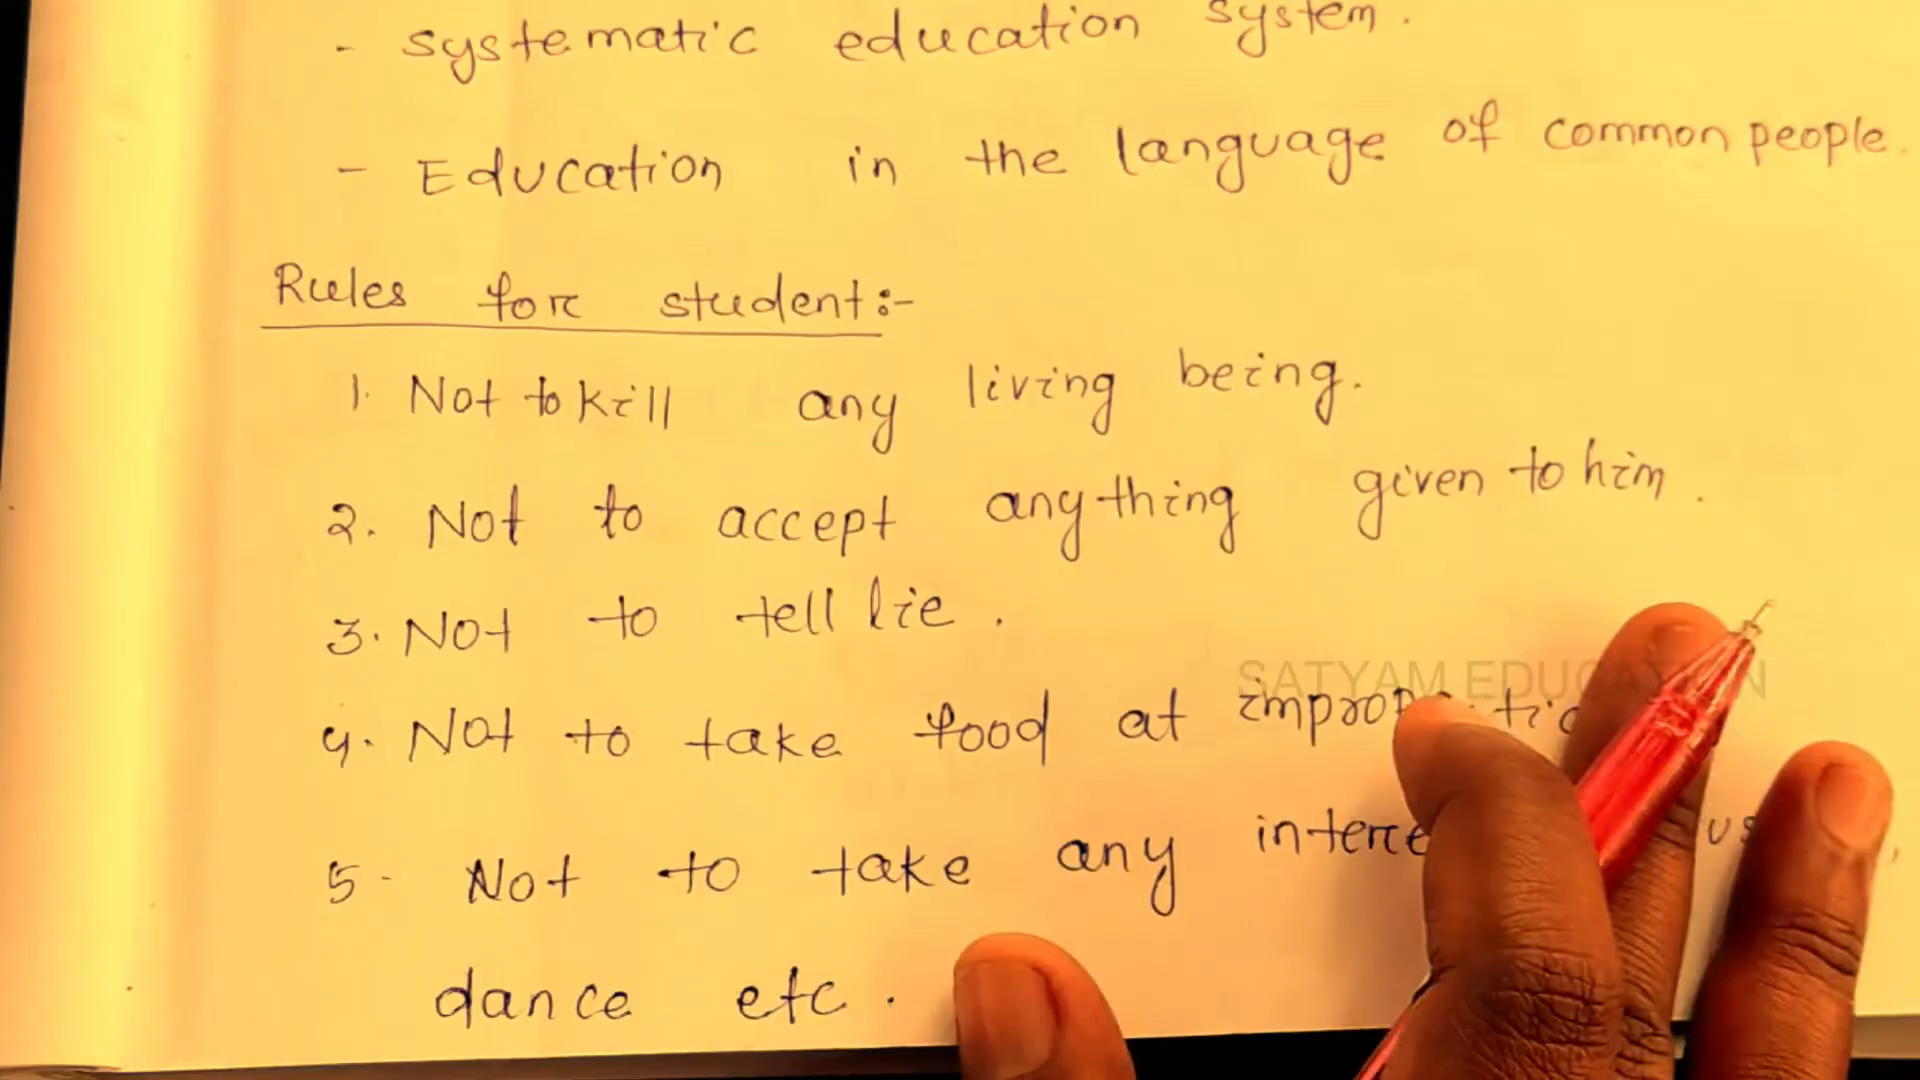 - systematic education system.
- Education in the language of common people.
Rules for student:-
1. Not to kill any living being.
2. Not to accept anything given to him.
3. Not to tell lie.
SATYAM EDUCATION
4. Not to take food at
5. Not to take any
dance etc.